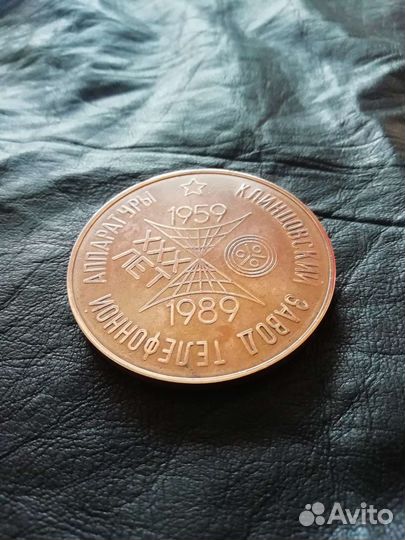 КЛИНЦОВСКИЙ ЗАВОД ТЕЛЕФОННОЙ АППАРАТУРЫ
1959
XXX
ЛЕТ
1989
Avito